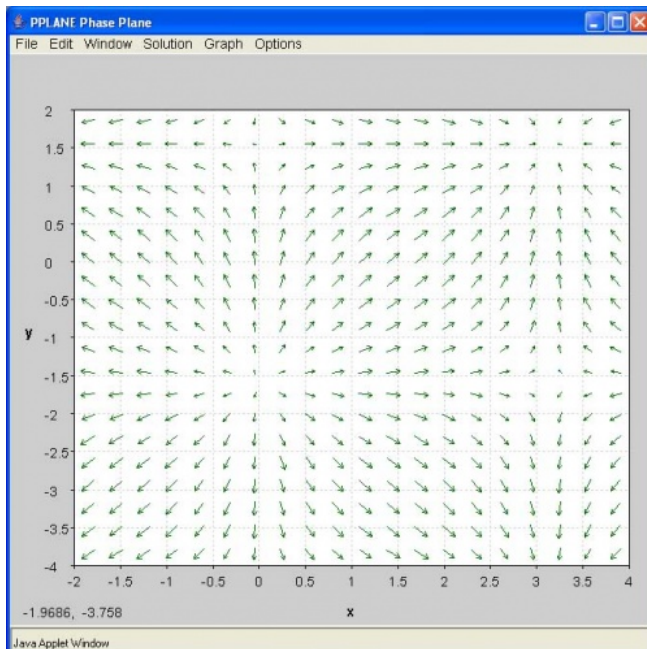 PPLANE Phase Plane
File Edit Window Solution Graph Options
2
1.5
1
0.5
0
-0.5
y
-1
-1.5
-2
-2.5
-3
-3.5
-4
-2 -1.5 -1 -0.5 0 0.5 1 1.5 2 2.5 3 3.5 4
-1.9686, -3.758
x
Java Applet Window